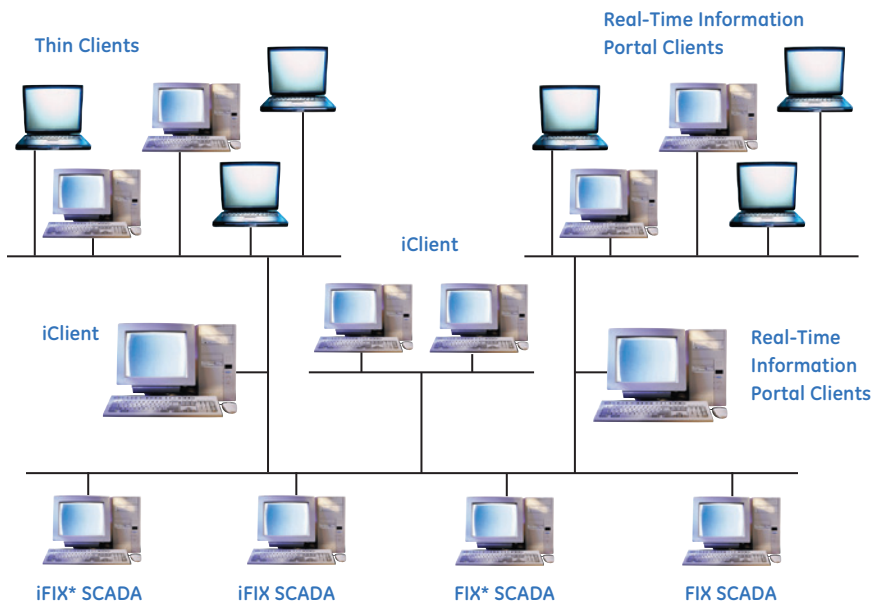 Thin Clients
Real-Time Information
Portal Clients
iClient
iClient
Real-Time
Information
Portal Clients
iFIX* SCADA
iFIX SCADA
FIX* SCADA
FIX SCADA